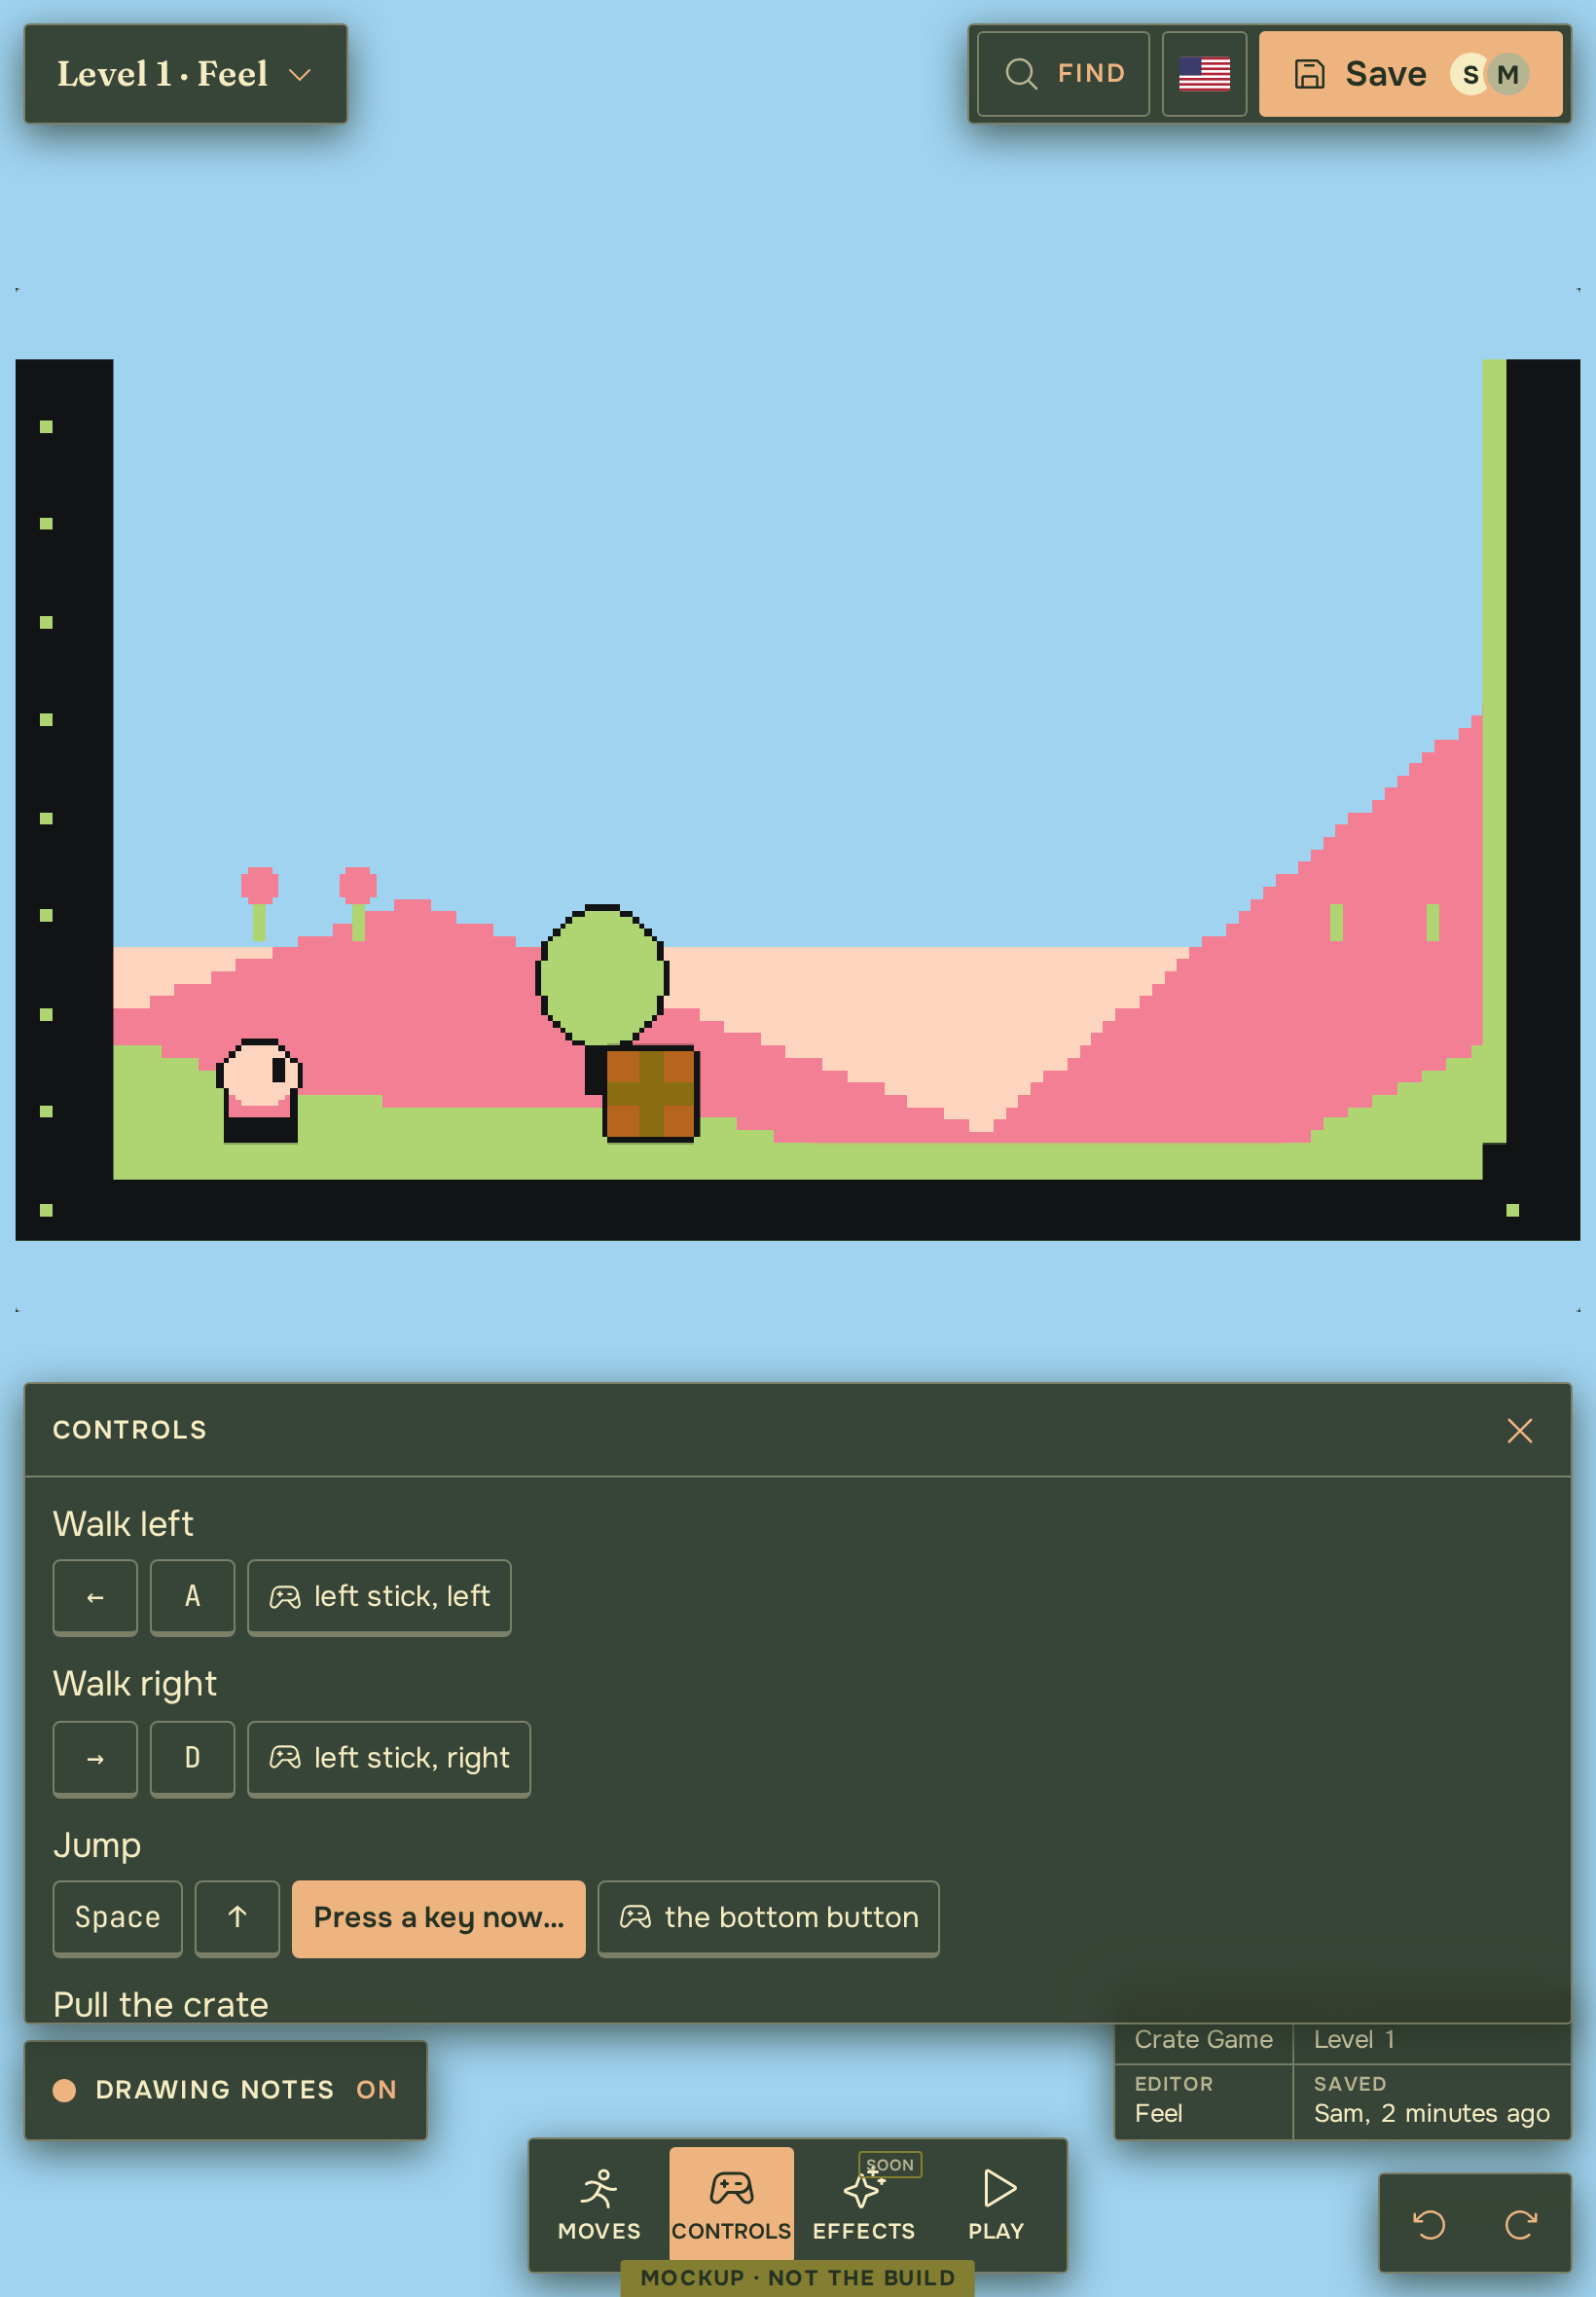 Level 1 · Feel
FIND
Save
S
M
CONTROLS
Walk left
←
A
left stick, left
Walk right
→
D
left stick, right
Jump
Space
↑
Press a key now...
the bottom button
Pull the crate
Crate Game
Level 1
DRAWING NOTES ON
EDITOR
Feel
SAVED
Sam, 2 minutes ago
MOVES
CONTROLS
SOON
EFFECTS
PLAY
MOCKUP · NOT THE BUILD